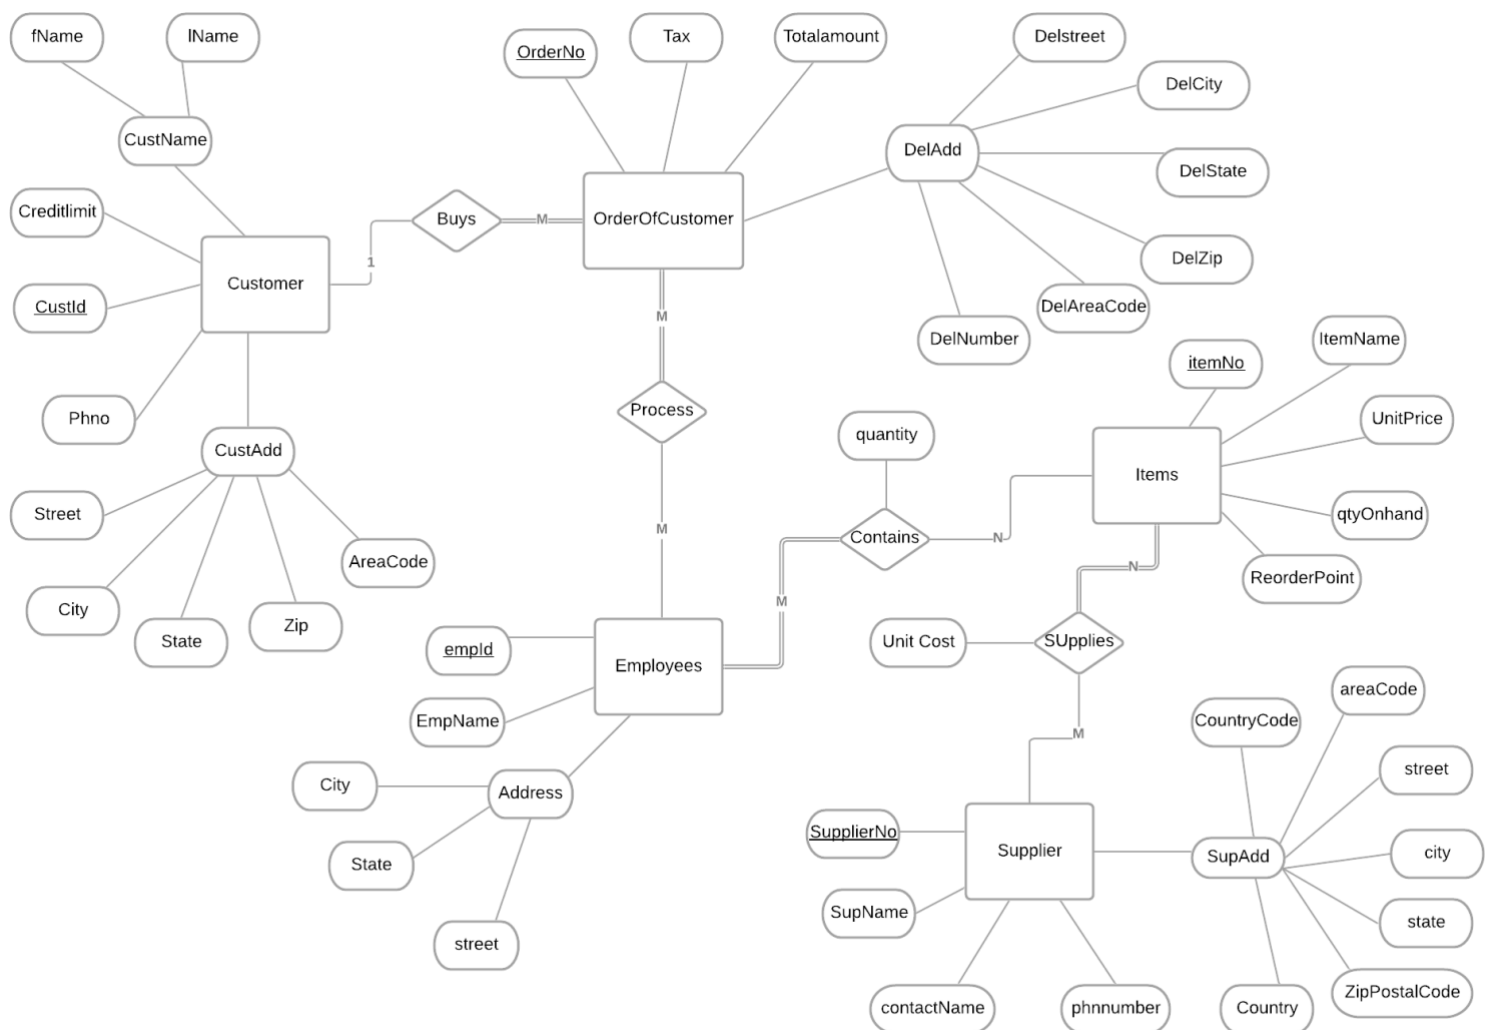 fName
lName
OrderNo
Tax
Totalamount
Delstreet
DelCity
CustName
DelAdd
DelState
Creditlimit
Buys
M
OrderOfCustomer
1
Customer
DelZip
CustId
M
DelAreaCode
DelNumber
ItemName
itemNo
Phno
Process
UnitPrice
quantity
CustAdd
Items
Street
qtyOnhand
M
Contains
N
AreaCode
N
ReorderPoint
City
M
Zip
State
Unit Cost
SUpplies
empId
Employees
areaCode
EmpName
CountryCode
M
street
City
Address
SupplierNo
Supplier
SupAdd
city
State
SupName
state
street
ZipPostalCode
contactName
phnnumber
Country